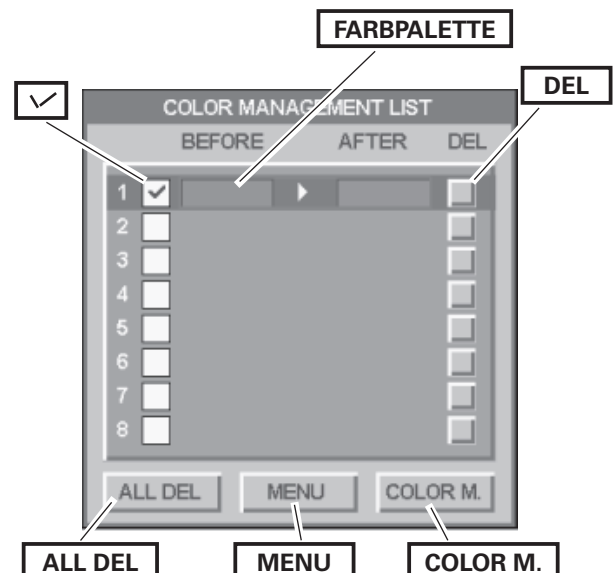 FARBPALETTE
DEL
COLOR MANAGEMENT LIST
BEFORE AFTER DEL
1
2
3
4
5
6
7
8
ALL DEL MENU COLOR M.
ALL DEL MENU COLOR M.